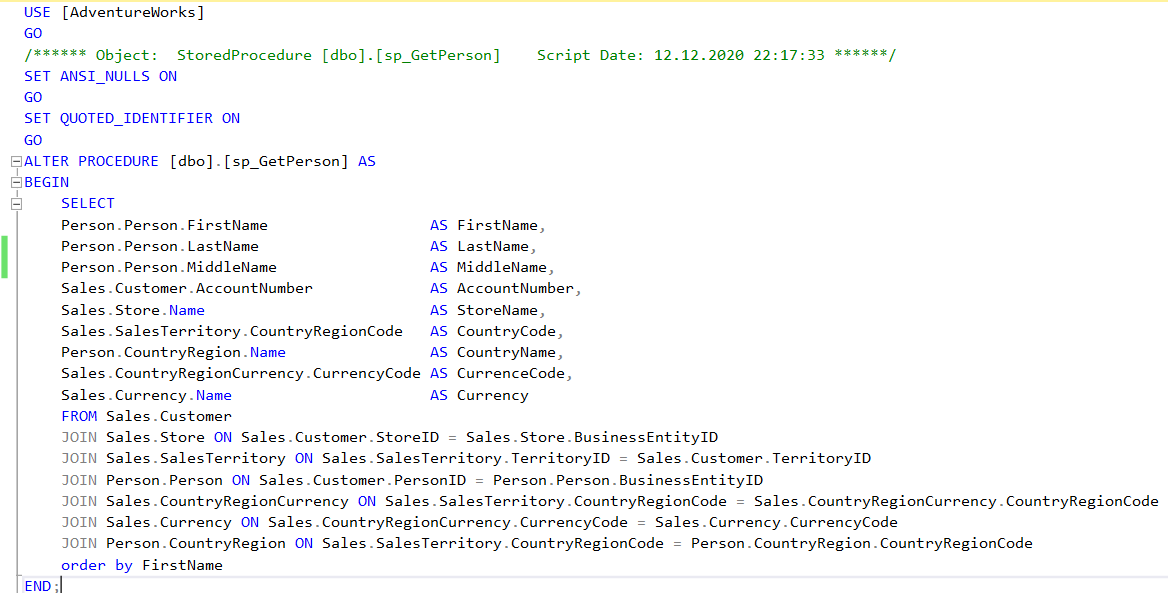 USE [AdventureWorks]
GO
/****** Object:  StoredProcedure [dbo].[sp_GetPerson]    Script Date: 12.12.2020 22:17:33 ******/
SET ANSI_NULLS ON
GO
SET QUOTED_IDENTIFIER ON
GO
ALTER PROCEDURE [dbo].[sp_GetPerson] AS
BEGIN
    SELECT
    Person.Person.FirstName                  AS FirstName,
    Person.Person.LastName                   AS LastName,
    Person.Person.MiddleName                 AS MiddleName,
    Sales.Customer.AccountNumber             AS AccountNumber,
    Sales.Store.Name                         AS StoreName,
    Sales.SalesTerritory.CountryRegionCode   AS CountryCode,
    Person.CountryRegion.Name                AS CountryName,
    Sales.CountryRegionCurrency.CurrencyCode AS CurrenceCode,
    Sales.Currency.Name                      AS Currency
    FROM Sales.Customer
    JOIN Sales.Store ON Sales.Customer.StoreID = Sales.Store.BusinessEntityID
    JOIN Sales.SalesTerritory ON Sales.SalesTerritory.TerritoryID = Sales.Customer.TerritoryID
    JOIN Person.Person ON Sales.Customer.PersonID = Person.Person.BusinessEntityID
    JOIN Sales.CountryRegionCurrency ON Sales.SalesTerritory.CountryRegionCode = Sales.CountryRegionCurrency.CountryRegionCode
    JOIN Sales.Currency ON Sales.CountryRegionCurrency.CurrencyCode = Sales.Currency.CurrencyCode
    JOIN Person.CountryRegion ON Sales.SalesTerritory.CountryRegionCode = Person.CountryRegion.CountryRegionCode
    order by FirstName
END;